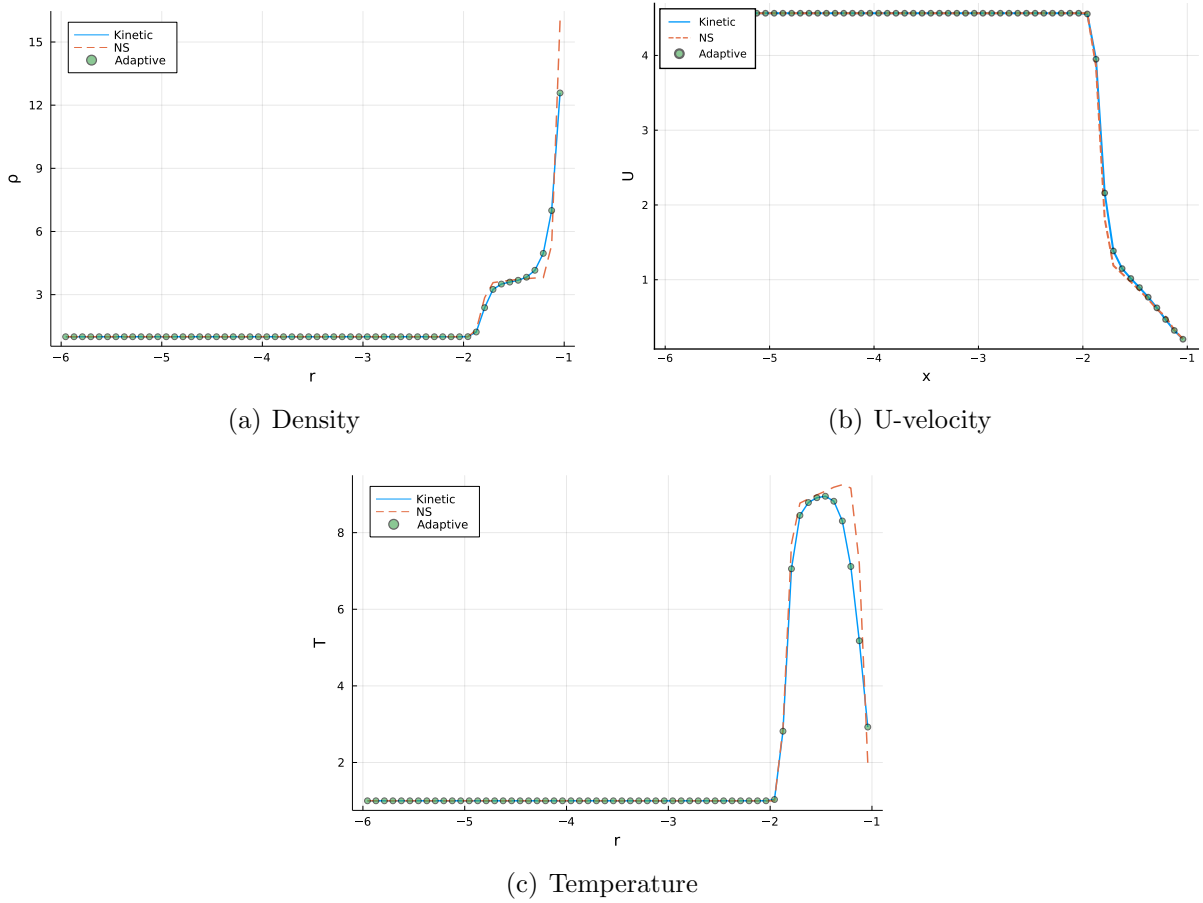 15
12
9
6
3
ρ
Kinetic
NS
Adaptive
−6
−5
−4
−3
−2
−1
r
(a) Density
4
3
2
1
U
Kinetic
NS
Adaptive
−6
−5
−4
−3
−2
−1
x
(b) U-velocity
8
6
4
2
T
Kinetic
NS
Adaptive
−6
−5
−4
−3
−2
−1
r
(c) Temperature